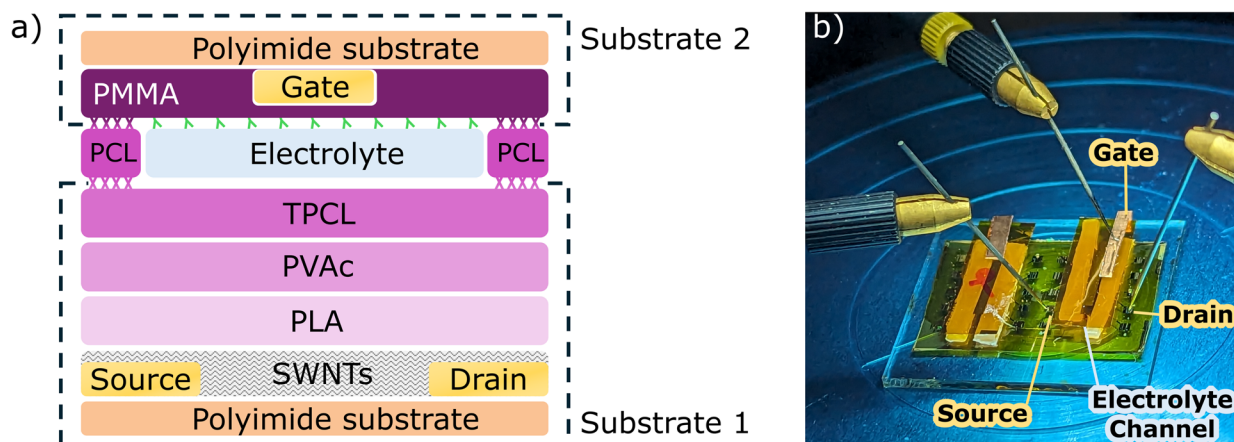 a)
Polyimide substrate
Substrate 2
PMMA
Gate
PCL
Electrolyte
PCL
TPCL
PVAc
PLA
Source
SWNTs
Drain
Polyimide substrate
Substrate 1
b)
Gate
Drain
Source
Electrolyte
Channel